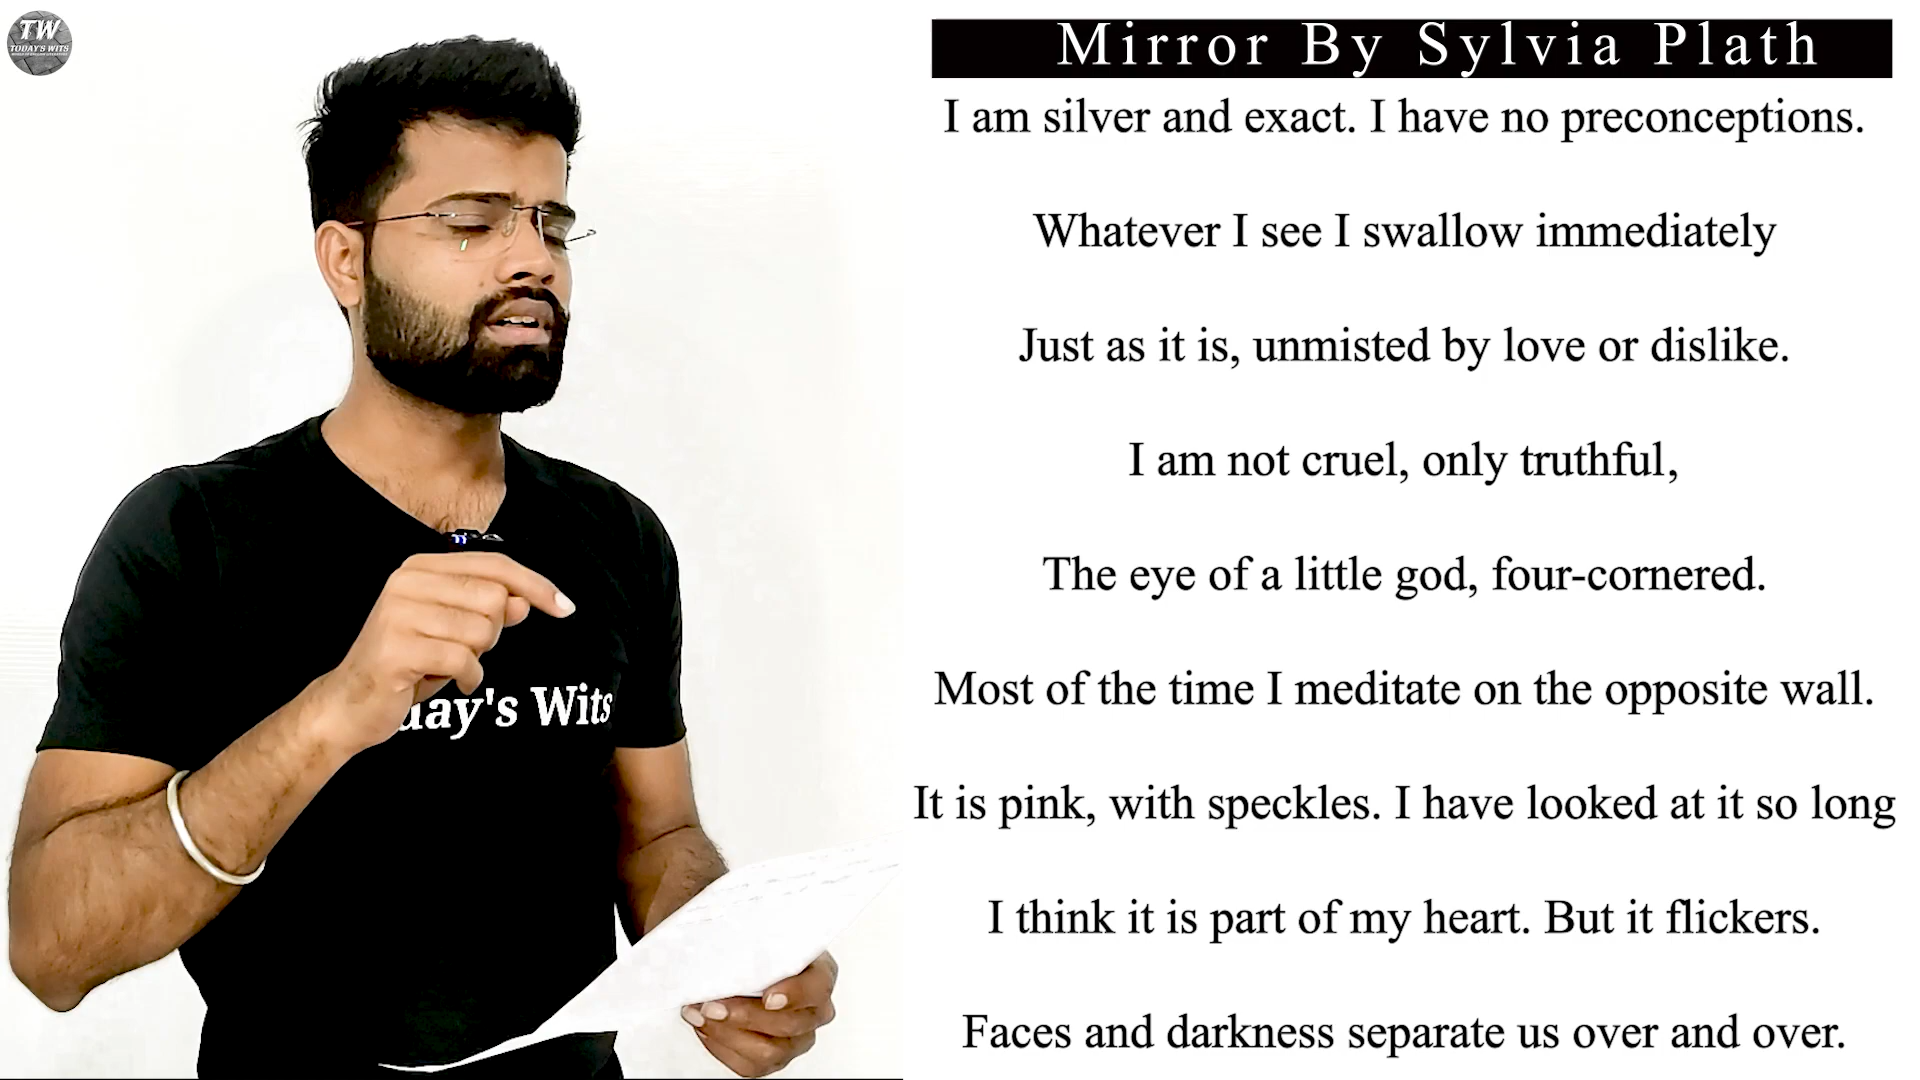 TW
TODAY'S WITS
Mirror By Sylvia Plath
I am silver and exact. I have no preconceptions.
Whatever I see I swallow immediately
Just as it is, unmisted by love or dislike.
I am not cruel, only truthful,
The eye of a little god, four-cornered.
Most of the time I meditate on the opposite wall.
It is pink, with speckles. I have looked at it so long
I think it is part of my heart. But it flickers.
Faces and darkness separate us over and over.
day's Wits